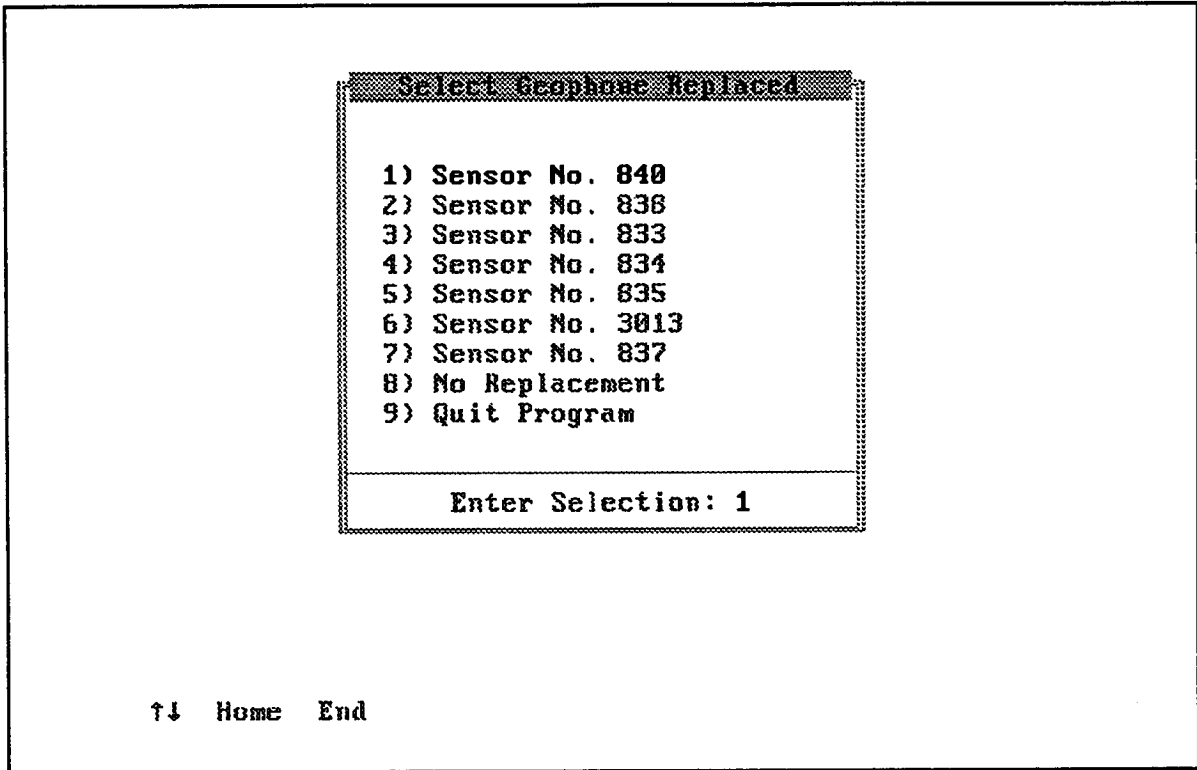 Select Geophone Replaced
1) Sensor No. 840
2) Sensor No. 838
3) Sensor No. 833
4) Sensor No. 834
5) Sensor No. 835
6) Sensor No. 3013
7) Sensor No. 837
8) No Replacement
9) Quit Program
Enter Selection: 1
↑↓ Home End